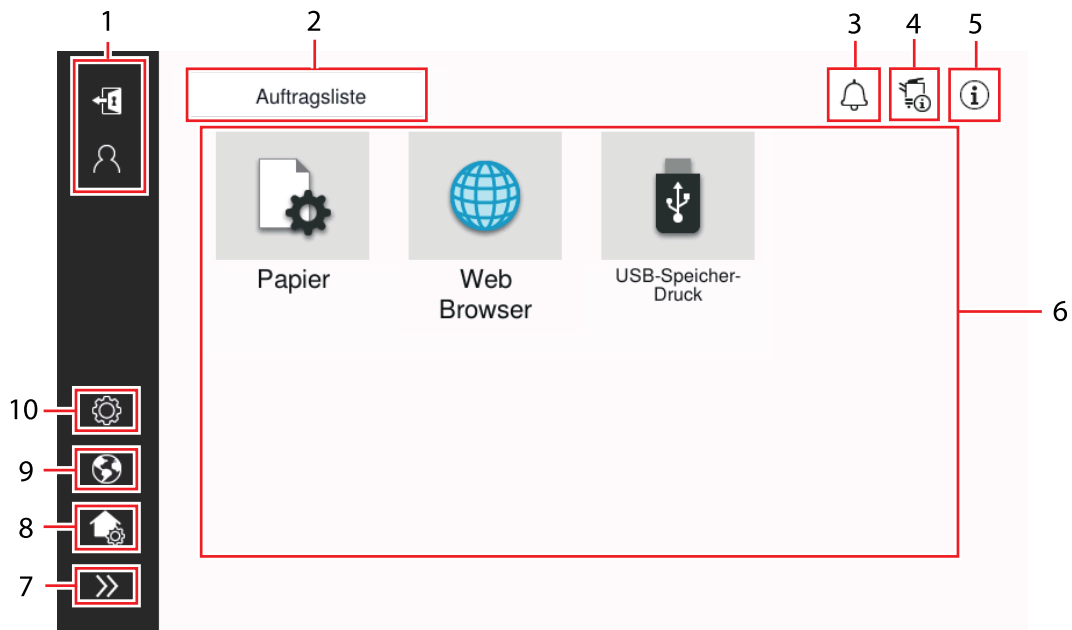 1
2
3
4
5
Auftragsliste
Papier
Web
Browser
USB-Speicher-
Druck
6
10
9
8
7